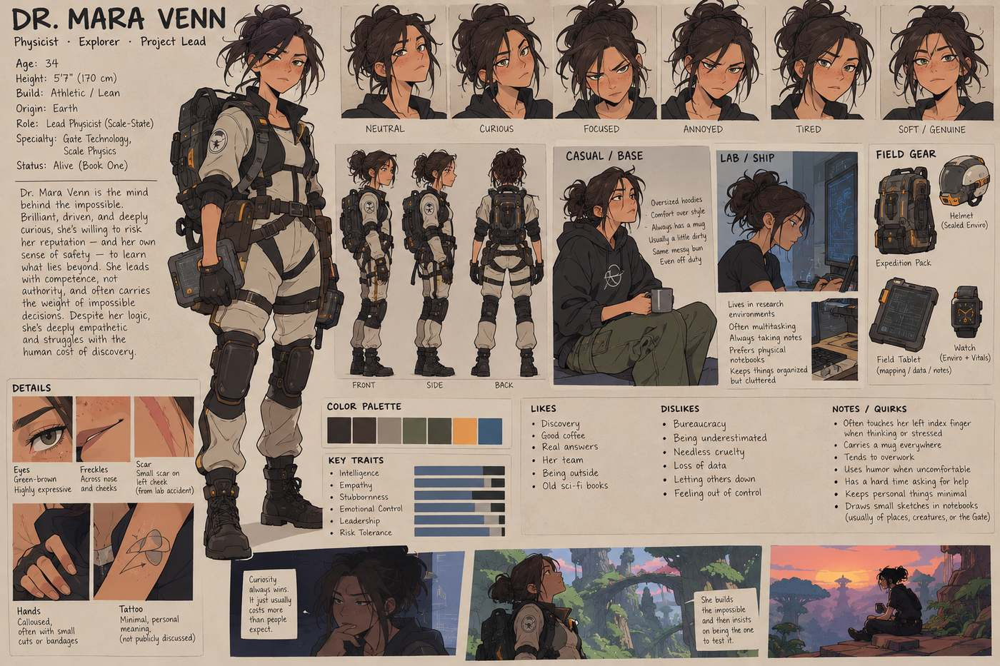 DR. MARA VENN
Physicist · Explorer · Project Lead
Age: 34
Height: 5'7" (170 cm)
Build: Athletic / Lean
Origin: Earth
Role: Lead Physicist (Scale-State)
Specialty: Gate Technology,
Scale Physics
Status: Alive (Book One)
Dr. Mara Venn is the mind
behind the impossible.
Brilliant, driven, and deeply
curious, she's willing to risk
her reputation — and her own
sense of safety — to learn
what lies beyond. She leads
with competence, not
authority, and often carries
the weight of impossible
decisions. Despite her logic,
she's deeply empathetic
and struggles with the
human cost of discovery.
NEUTRAL
CURIOUS
FOCUSED
ANNOYED
TIRED
SOFT / GENUINE
FRONT
SIDE
BACK
CASUAL / BASE
Oversized hoodies
· Comfort over style
· Always has a mug
Usually a little dirty
Same messy bun
Even off duty
LAB / SHIP
Lives in research
environments
Often multitasking
Always taking notes
Prefers physical
notebooks
Keeps things organized
but cluttered
FIELD GEAR
Helmet
(Sealed Enviro)
Expedition Pack
Field Tablet
(mapping / data / notes)
Watch
(Enviro + Vitals)
DETAILS
Eyes
Green-brown
Highly expressive
Freckles
Across nose
and cheeks
Scar
Small scar on
left cheek
(from lab accident)
Hands
Calloused,
often with small
cuts or bandages
Tattoo
Minimal, personal
meaning,
(not publicly discussed)
COLOR PALETTE
KEY TRAITS
• Intelligence
• Empathy
• Stubbornness
• Emotional Control
• Leadership
• Risk Tolerance
LIKES
• Discovery
• Good coffee
• Real answers
• Her team
• Being outside
• Old sci-fi books
DISLIKES
• Bureaucracy
• Being underestimated
• Needless cruelty
• Loss of data
• Letting others down
• Feeling out of control
NOTES / QUIRKS
• Often touches her left index finger
when thinking or stressed
• Carries a mug everywhere
• Tends to overwork
• Uses humor when uncomfortable
• Has a hard time asking for help
• Keeps personal things minimal
• Draws small sketches in notebooks
(usually of places, creatures, or the Gate)
Curiosity
always wins.
It just usually
costs more
than people
expect.
She builds
the impossible
and then insists
on being the one
to test it.